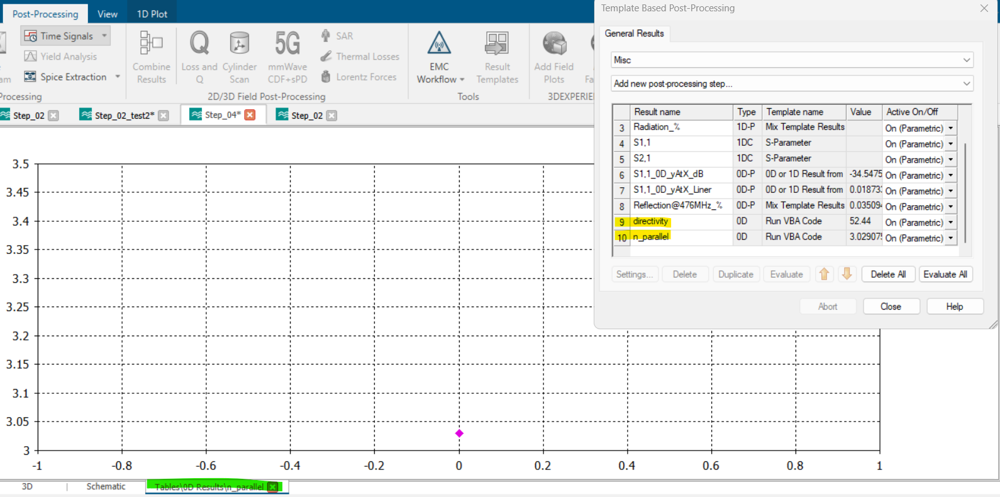 Post-Processing View 1D Plot
Time Signals
Yield Analysis
Spice Extraction
Combine Results
Loss and Q
Cylinder Scan
5G
mmWave CDF+sPD
SAR
Thermal Losses
Lorentz Forces
EMC Workflow
Result Templates
Add Field Plots
Fa
am
Processing
2D/3D Field Post-Processing
Tools
3DEXPERIEN
Step_02
Step_02_test2*
Step_04*
Step_02
Template Based Post-Processing
General Results
Misc
Add new post-processing step...
Result name Type Template name Value Active On/Off
3 Radiation_% 1D-P Mix Template Results On (Parametric)
4 S1,1 1DC S-Parameter On (Parametric)
5 S2,1 1DC S-Parameter On (Parametric)
6 S1,1_0D_yAtX_dB 0D-P 0D or 1D Result from -34.5475 On (Parametric)
7 S1,1_0D_yAtX_Liner 0D-P 0D or 1D Result from 0.01873 On (Parametric)
8 Reflection@476MHz_% 0D-P Mix Template Results 0.03509 On (Parametric)
9 directivity 0D Run VBA Code 52.44 On (Parametric)
10 n_parallel 0D Run VBA Code 3.02907 On (Parametric)
Settings... Delete Duplicate Evaluate Delete All Evaluate All
Abort Close Help
3.5
3.45
3.4
3.35
3.3
3.25
3.2
3.15
3.1
3.05
3
-1 -0.8 -0.6 -0.4 -0.2 0 0.2 0.4 0.6 0.8 1
3D Schematic Tables\0D Results\n_parallel